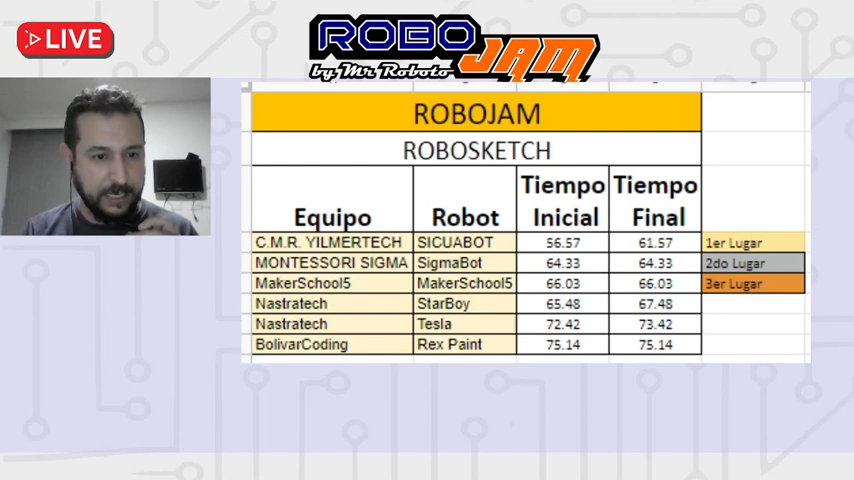 LIVE
ROBO
JAM
by Mr Roboto
ROBOJAM
ROBOSKETCH
Equipo Robot Tiempo Inicial Tiempo Final
C.M.R. YILMERTECH SICUABOT 56.57 61.57 1er Lugar
MONTESSORI SIGMA SigmaBot 64.33 64.33 2do Lugar
MakerSchool5 MakerSchool5 66.03 66.03 3er Lugar
Nastratech StarBoy 65.48 67.48
Nastratech Tesla 72.42 73.42
BolivarCoding Rex Paint 75.14 75.14